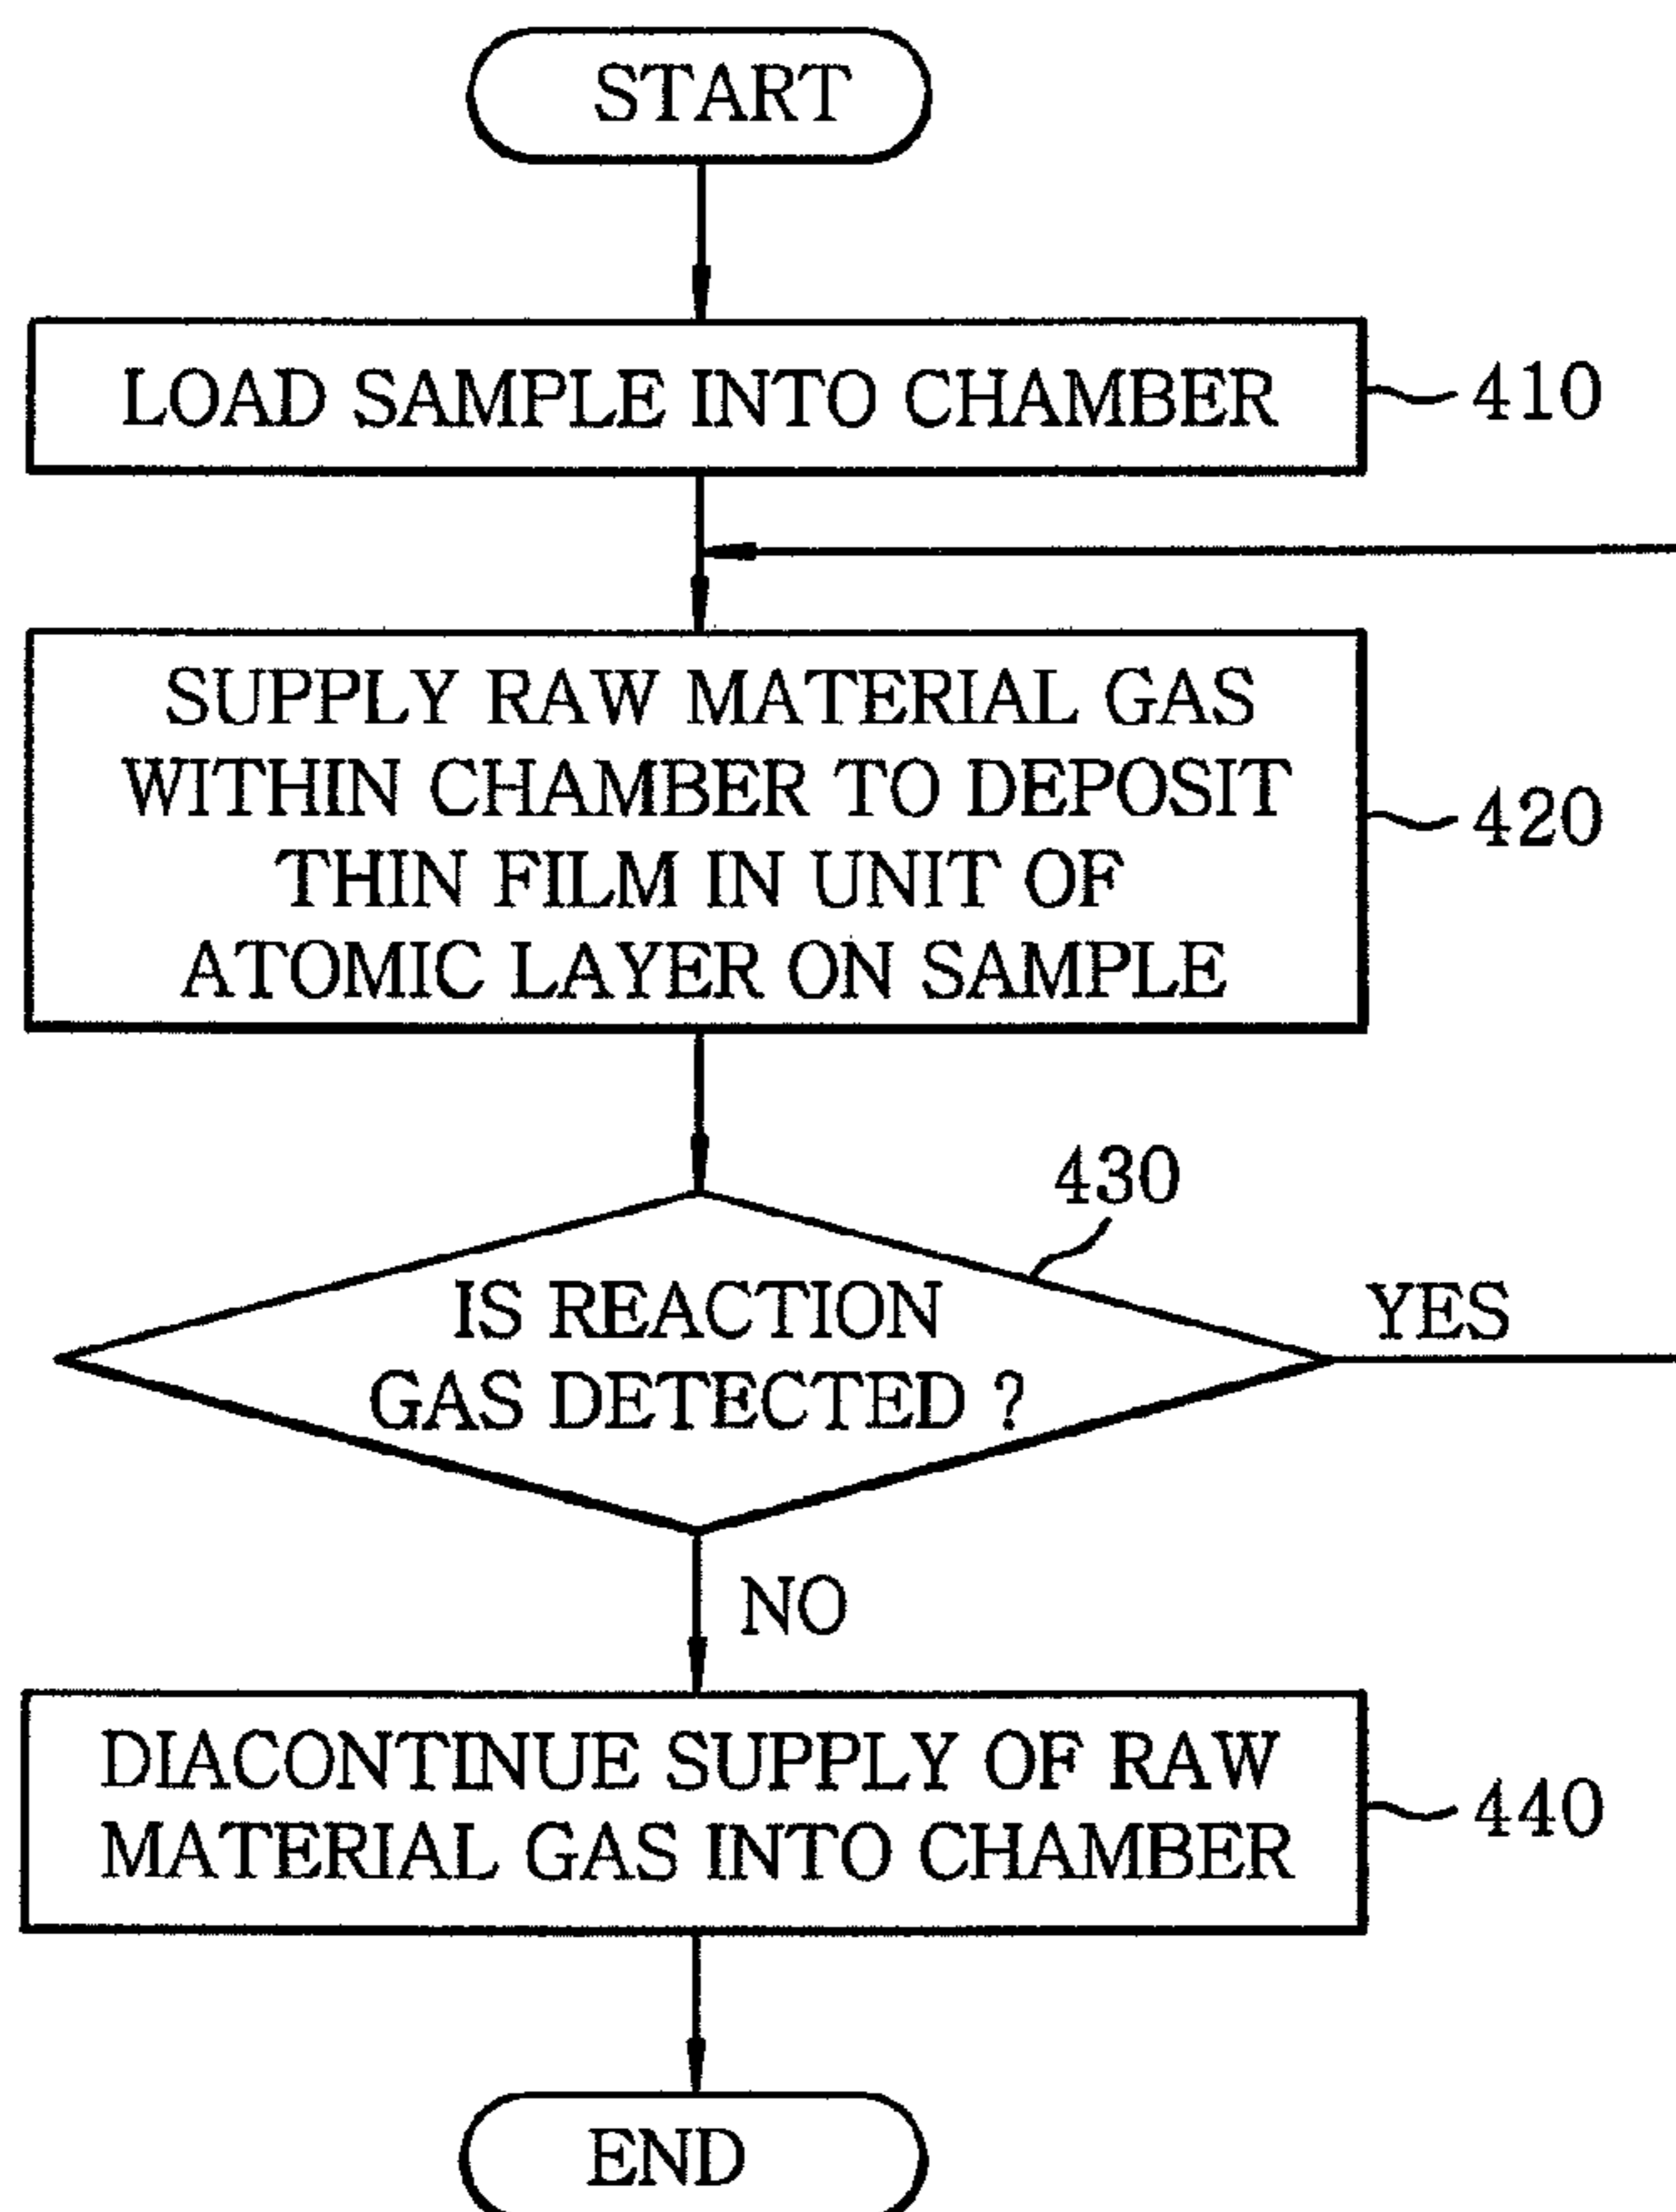 START
LOAD SAMPLE INTO CHAMBER
410
SUPPLY RAW MATERIAL GAS
WITHIN CHAMBER TO DEPOSIT
THIN FILM IN UNIT OF
ATOMIC LAYER ON SAMPLE
420
430
IS REACTION
GAS DETECTED ?
YES
NO
DIACONTINUE SUPPLY OF RAW
MATERIAL GAS INTO CHAMBER
440
END